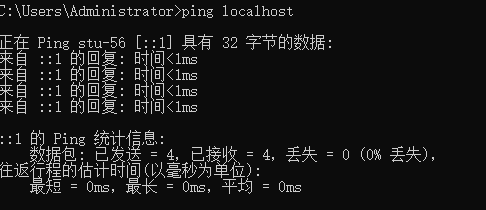 C:\Users\Administrator>ping localhost
正在 Ping stu-56 [::1] 具有 32 字节的数据:
来自 ::1 的回复: 时间<1ms
来自 ::1 的回复: 时间<1ms
来自 ::1 的回复: 时间<1ms
来自 ::1 的回复: 时间<1ms
::1 的 Ping 统计信息:
数据包: 已发送 = 4，已接收 = 4，丢失 = 0 (0% 丢失)，
往返行程的估计时间(以毫秒为单位):
最短 = 0ms，最长 = 0ms，平均 = 0ms